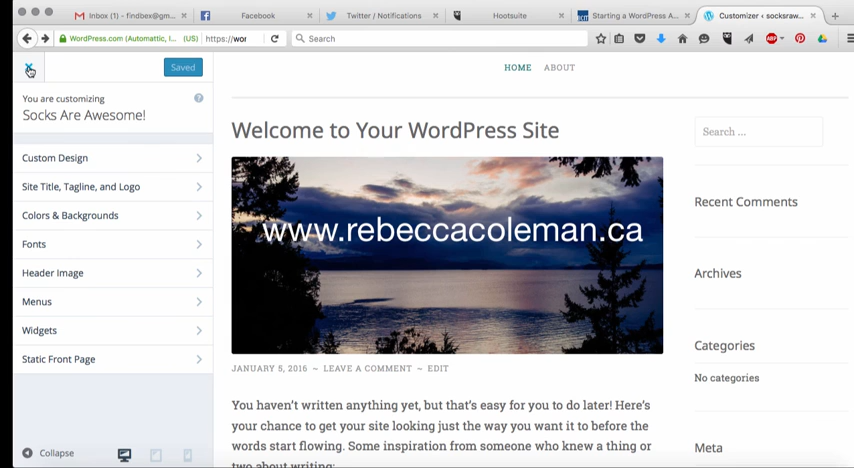 Inbox (1) - findbex@gm...
Facebook
Twitter / Notifications
Hootsuite
Starting a WordPress A...
Customizer ‹ socksraw...
WordPress.com (Automattic, I... (US)
https://wor
Search
ABP
Saved
HOME
ABOUT
You are customizing
Socks Are Awesome!
Custom Design
Site Title, Tagline, and Logo
Colors & Backgrounds
Fonts
Header Image
Menus
Widgets
Static Front Page
Collapse
Welcome to Your WordPress Site
www.rebeccacoleman.ca
JANUARY 5, 2016 ~ LEAVE A COMMENT ~ EDIT
You haven't written anything yet, but that's easy for you to do later! Here's
your chance to get your site looking just the way you want it to before the
words start flowing. Some inspiration from someone who knew a thing or
two about writing:
Search ...
Recent Comments
Archives
Categories
No categories
Meta